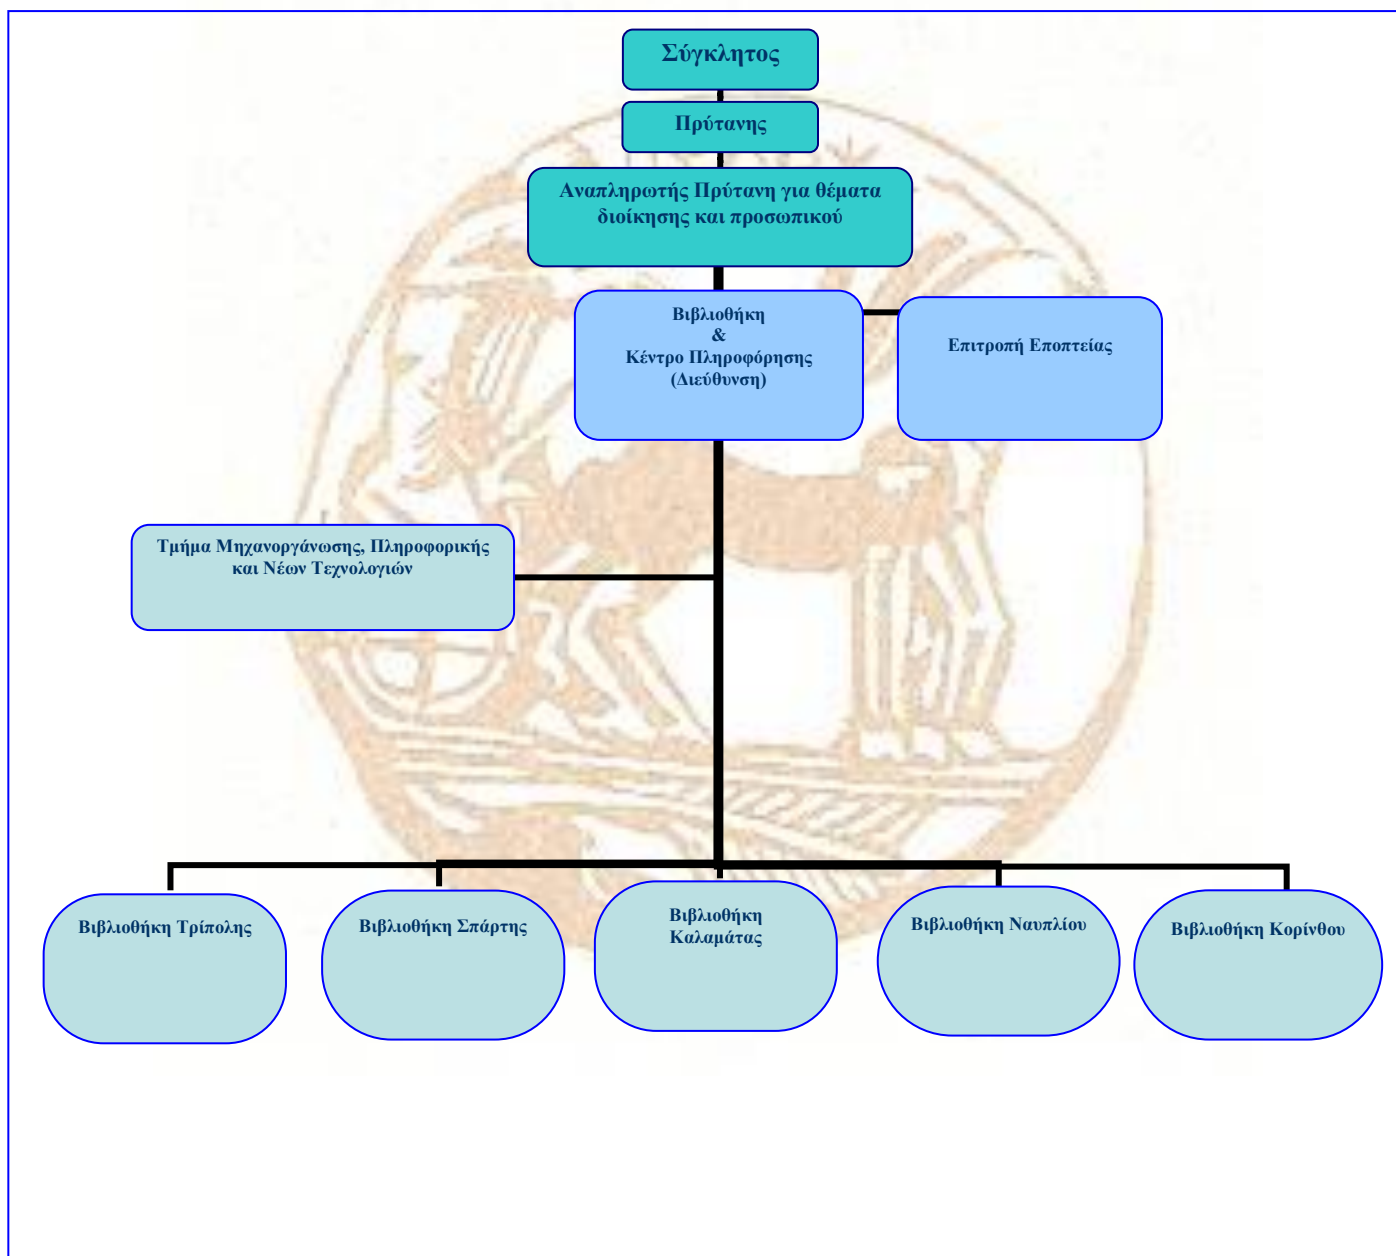 Σύγκλητος
Πρύτανης
Αναπληρωτής Πρύτανη για θέματα
διοίκησης και προσωπικού
Βιβλιοθήκη
&
Κέντρο Πληροφόρησης
(Διεύθυνση)
Επιτροπή Εποπτείας
Τμήμα Μηχανοργάνωσης, Πληροφορικής
και Νέων Τεχνολογιών
Βιβλιοθήκη Τρίπολης
Βιβλιοθήκη Σπάρτης
Βιβλιοθήκη
Καλαμάτας
Βιβλιοθήκη Ναυπλίου
Βιβλιοθήκη Κορίνθου